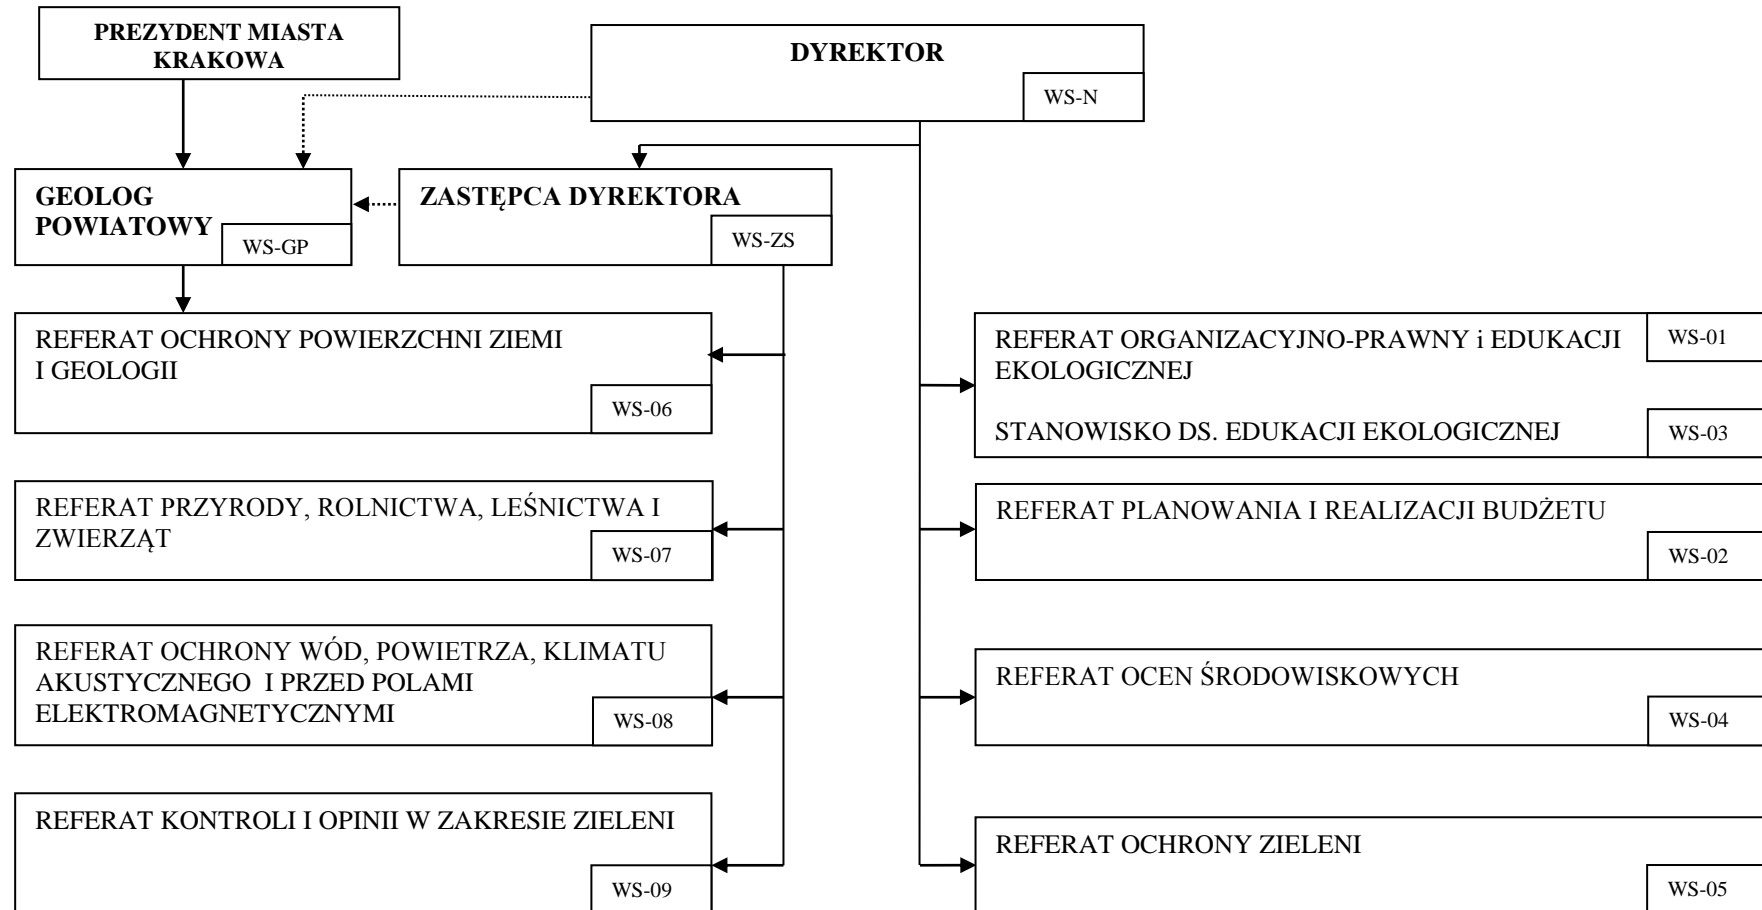 PREZYDENT MIASTA
KRAKOWA
DYREKTOR
WS-N
GEOLOG
POWIATOWY
WS-GP
ZASTĘPCA DYREKTORA
WS-ZS
REFERAT OCHRONY POWIERZCHNI ZIEMI
I GEOLOGII
WS-06
REFERAT ORGANIZACYJNO-PRAWNY i EDUKACJI
EKOLOGICZNEJ
WS-01
STANOWISKO DS. EDUKACJI EKOLOGICZNEJ
WS-03
REFERAT PRZYRODY, ROLNICTWA, LEŚNICTWA I
ZWIERZĄT
WS-07
REFERAT PLANOWANIA I REALIZACJI BUDŻETU
WS-02
REFERAT OCHRONY WÓD, POWIETRZA, KLIMATU
AKUSTYCZNEGO I PRZED POLAMI
ELEKTROMAGNETYCZNYMI
WS-08
REFERAT OCEN ŚRODOWISKOWYCH
WS-04
REFERAT KONTROLI I OPINII W ZAKRESIE ZIELENI
WS-09
REFERAT OCHRONY ZIELENI
WS-05